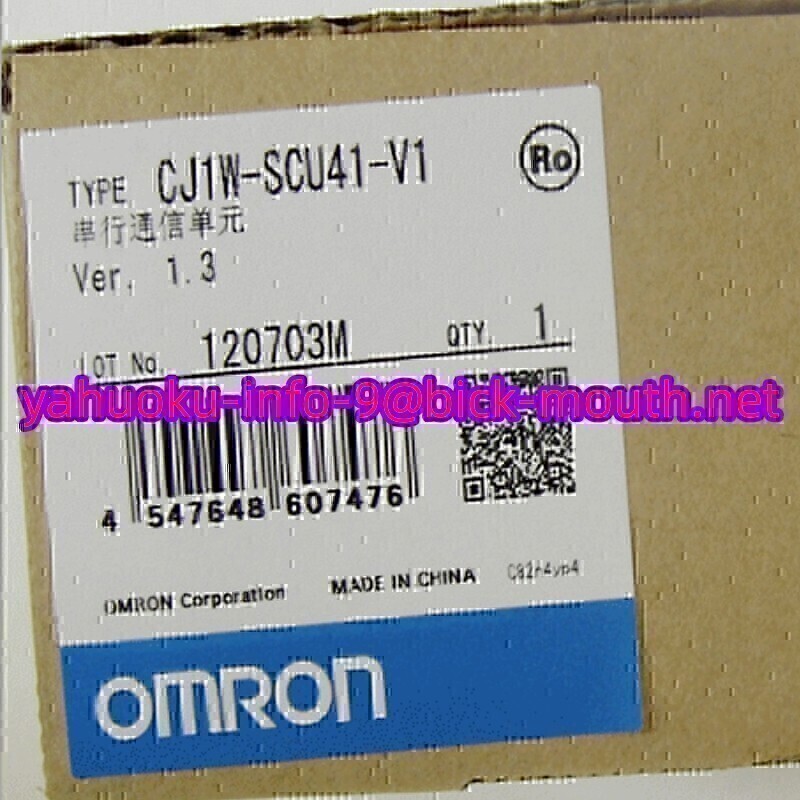 TYPE CJ1W-SCU41-V1
Ro
串行通信单元
Ver. 1.3
LOT No. 120703M QTY. 1
yahuoku-info-9@bick-mouth.net
4 547648 607476
OMRON Corporation MADE IN CHINA
OMRON